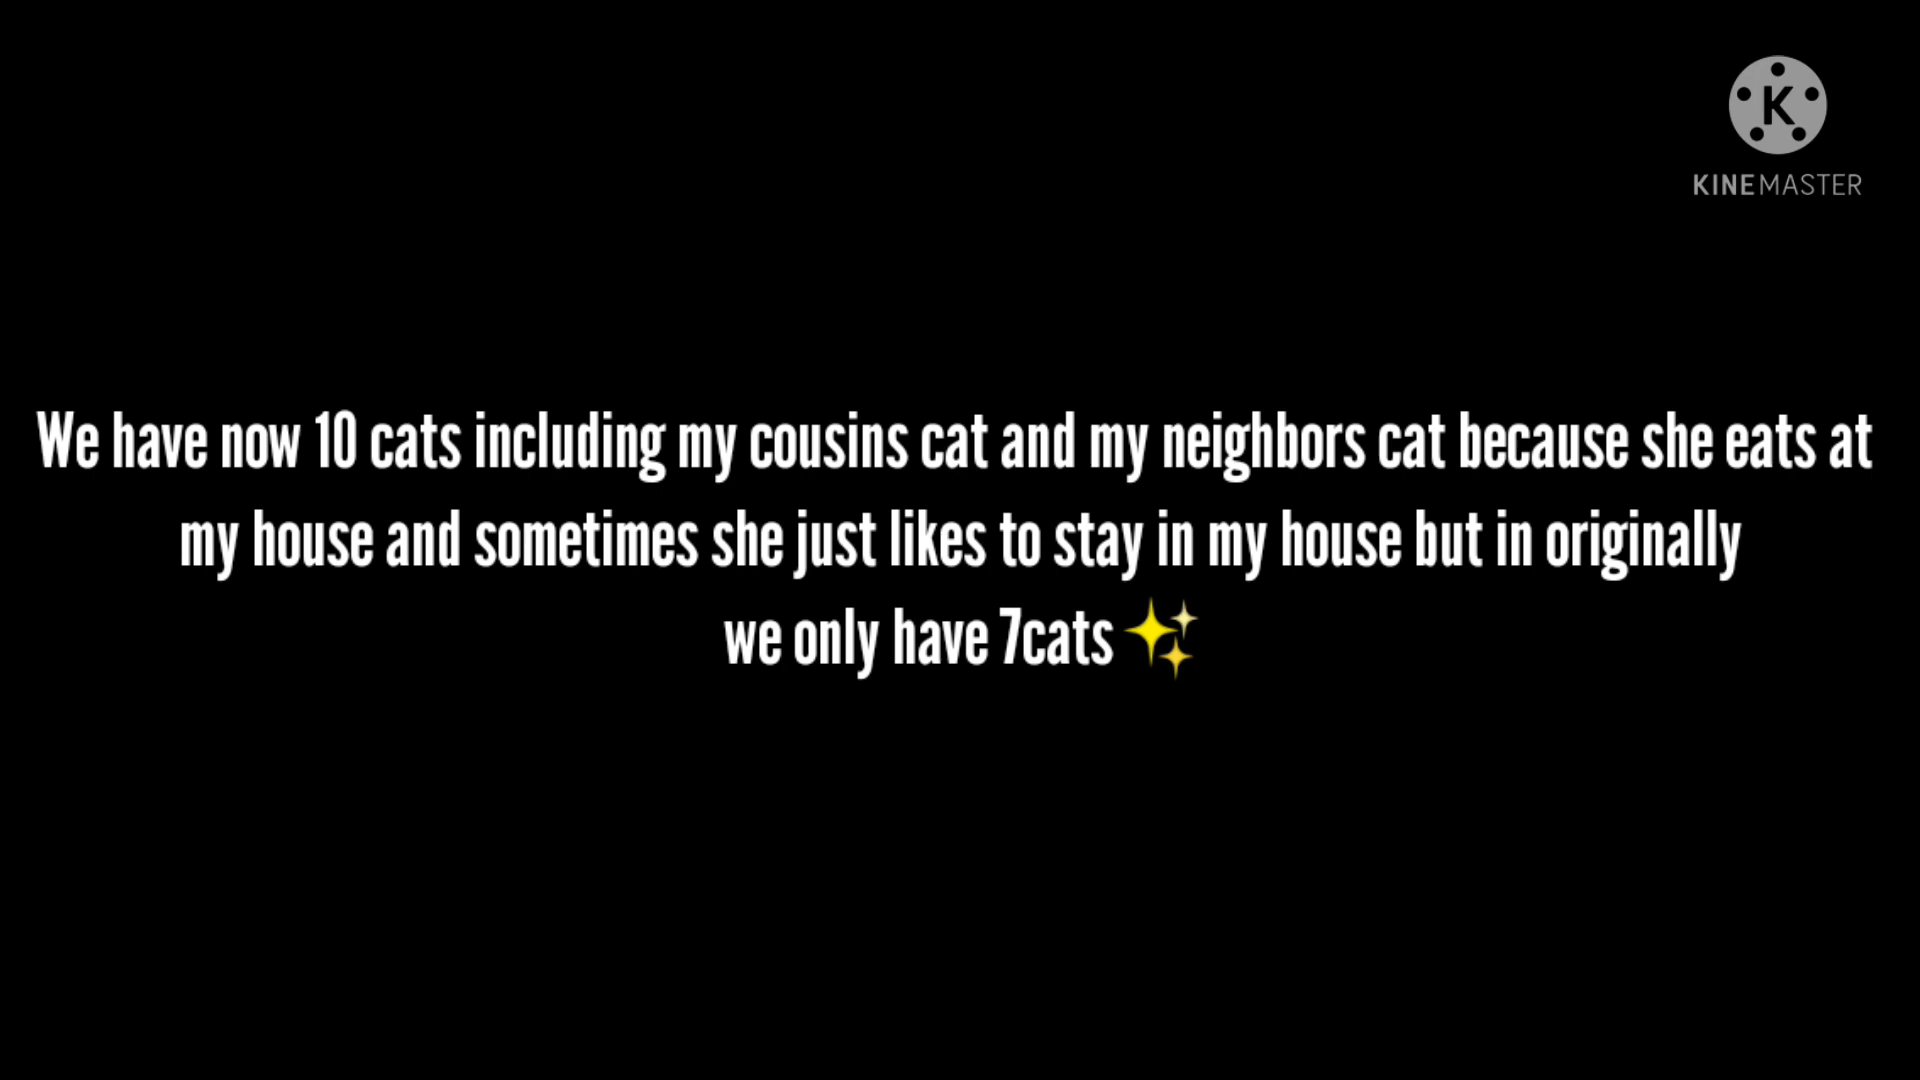 K
KINEMASTER
We have now 10 cats including my cousins cat and my neighbors cat because she eats at
my house and sometimes she just likes to stay in my house but in originally
we only have 7cats ✨